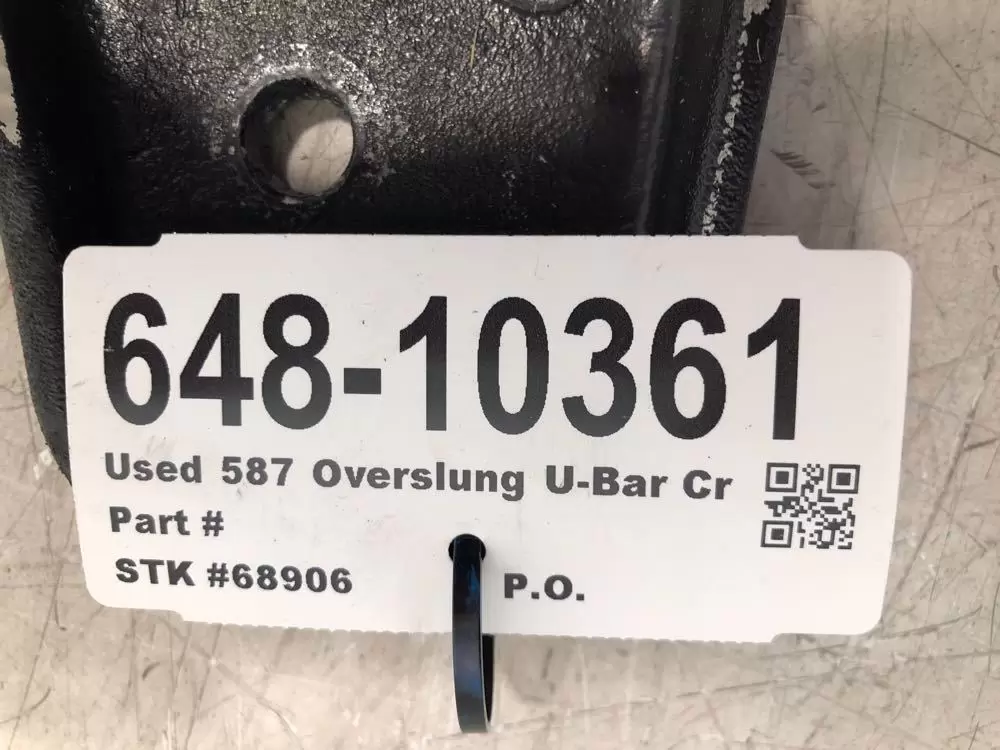 648-10361
Used 587 Overslung U-Bar Cr
Part #
STK #68906 P.O.